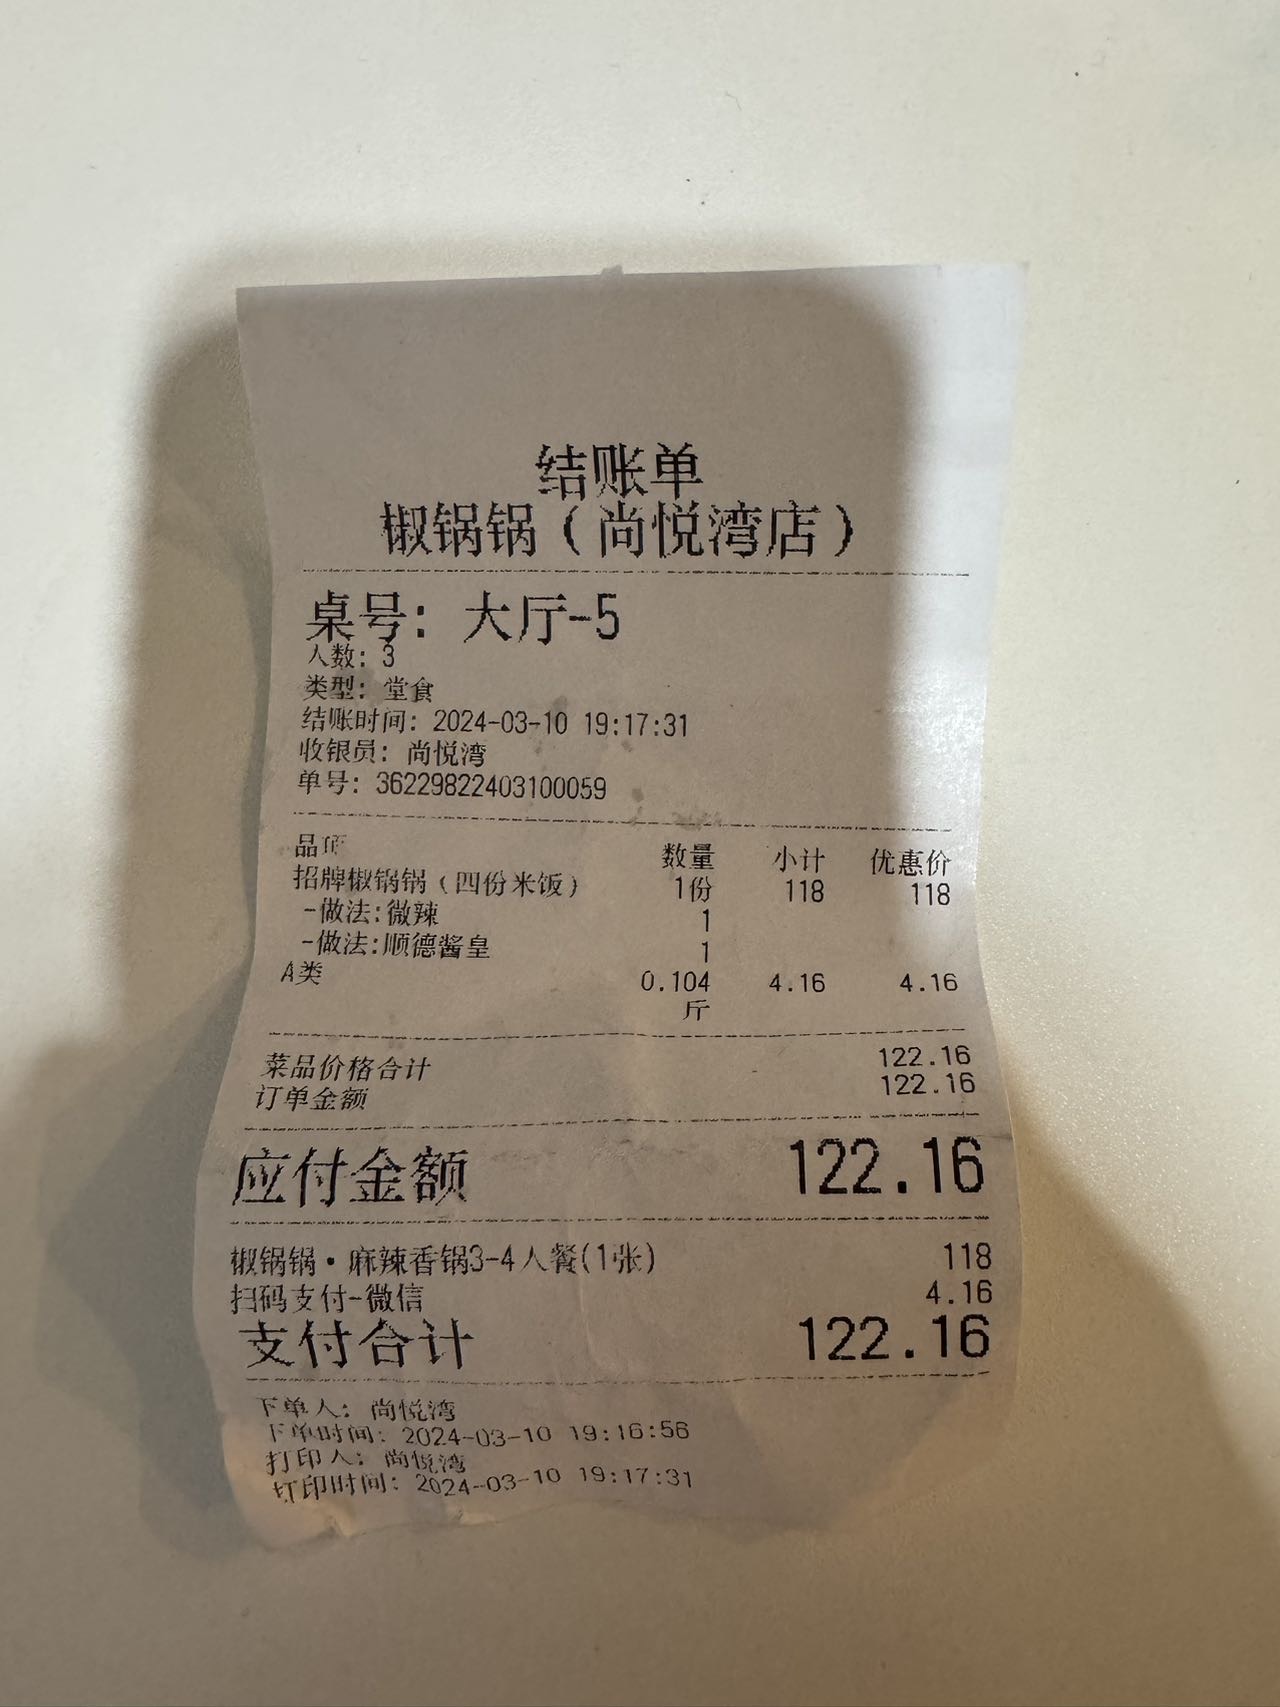 结账单
椒锅锅（尚悦湾店）
桌号：大厅-5
人数：3
类型：堂食
结账时间：2024-03-10 19:17:31
收银员：尚悦湾
单号：36229822403100059
品项 数量 小计 优惠价
招牌椒锅锅（四份米饭） 1份 118 118
-做法:微辣 1
-做法:顺德酱皇 1
A类 0.104 4.16 4.16
斤
菜品价格合计 122.16
订单金额 122.16
应付金额 122.16
椒锅锅·麻辣香锅3-4人餐(1张) 118
扫码支付-微信 4.16
支付合计 122.16
下单人：尚悦湾
下单时间：2024-03-10 19:16:56
打印人：尚悦湾
打印时间：2024-03-10 19:17:31